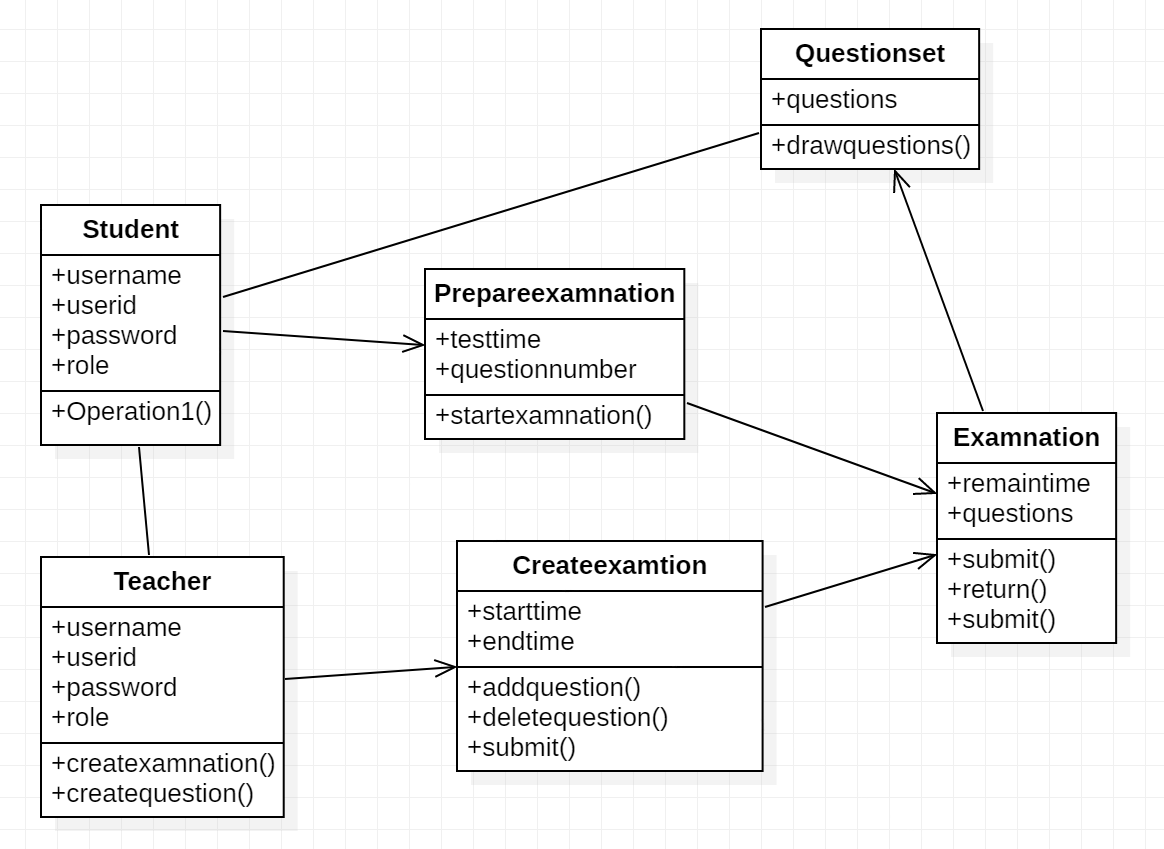 Questionset
+questions
+drawquestions()
Student
+username
+userid
+password
+role
+Operation1()
Prepareexamnation
+testtime
+questionnumber
+startexamnation()
Examnation
+remaintime
+questions
+submit()
+return()
+submit()
Teacher
+username
+userid
+password
+role
+createxamnation()
+createquestion()
Createexamtion
+starttime
+endtime
+addquestion()
+deletequestion()
+submit()